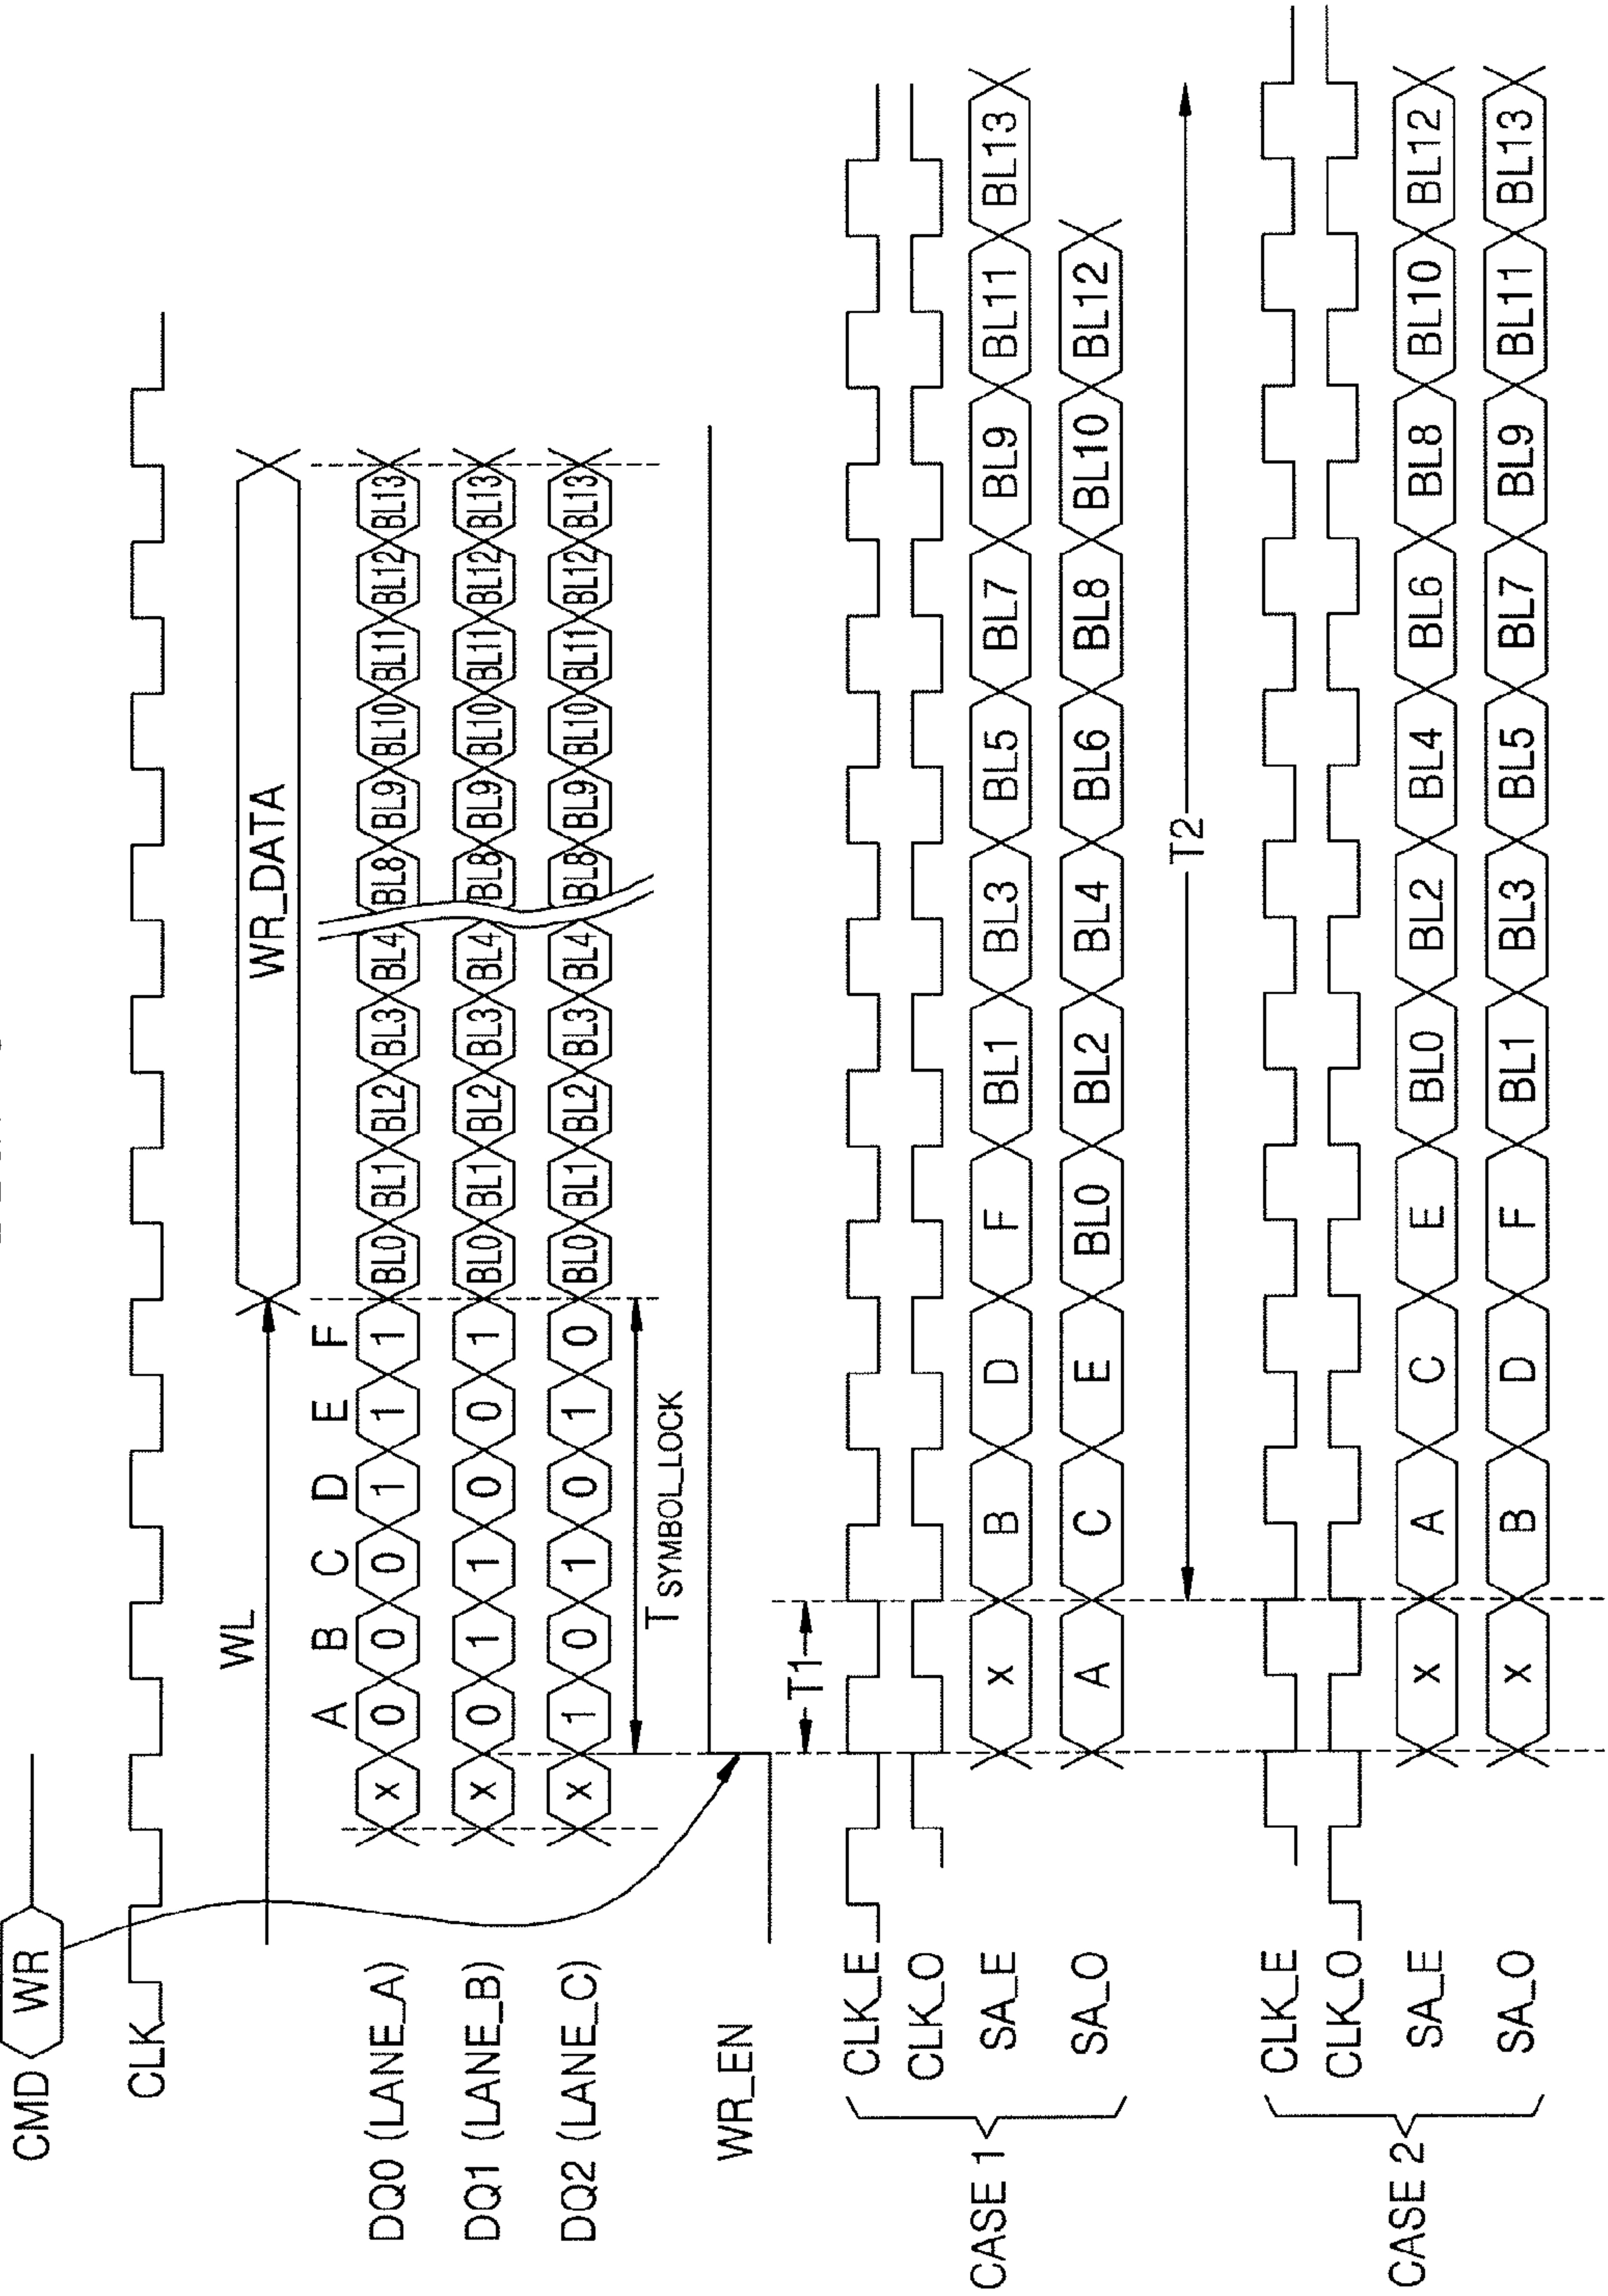 CMD WR
CLK
WL WR_DATA
A B C D E F
DQ0 (LANE_A) x 0 0 0 1 1 1 BL0 BL1 BL2 BL3 BL4 BL8 BL9 BL10 BL11 BL12 BL13
DQ1 (LANE_B) x 0 1 1 0 0 1 BL0 BL1 BL2 BL3 BL4 BL8 BL9 BL10 BL11 BL12 BL13
DQ2 (LANE_C) x 1 0 1 0 1 0 BL0 BL1 BL2 BL3 BL4 BL8 BL9 BL10 BL11 BL12 BL13
T SYMBOL_LOCK
WR_EN
T1
CASE 1
CLK_E
CLK_O
SA_E x B D F BL1 BL3 BL5 BL7 BL9 BL11 BL13
SA_O A C E BL0 BL2 BL4 BL6 BL8 BL10 BL12
T2
CASE 2
CLK_E
CLK_O
SA_E x A C E BL0 BL2 BL4 BL6 BL8 BL10 BL12
SA_O x B D F BL1 BL3 BL5 BL7 BL9 BL11 BL13